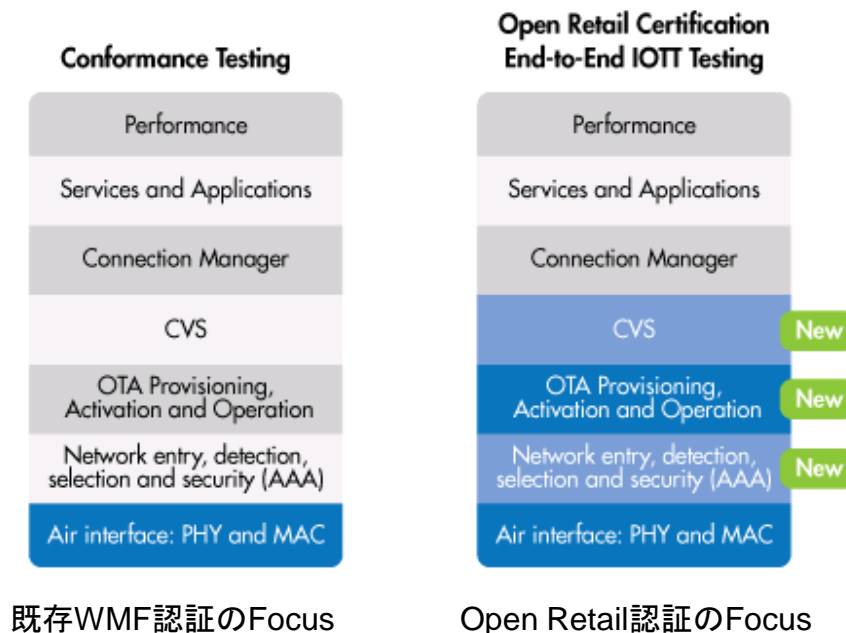 Conformance Testing
Performance
Services and Applications
Connection Manager
CVS
OTA Provisioning,
Activation and Operation
Network entry, detection,
selection and security (AAA)
Air interface: PHY and MAC
既存WMF認証のFocus
Open Retail Certification
End-to-End IOTT Testing
Performance
Services and Applications
Connection Manager
CVS
New
OTA Provisioning,
Activation and Operation
New
Network entry, detection,
selection and security (AAA)
New
Air interface: PHY and MAC
Open Retail認証のFocus